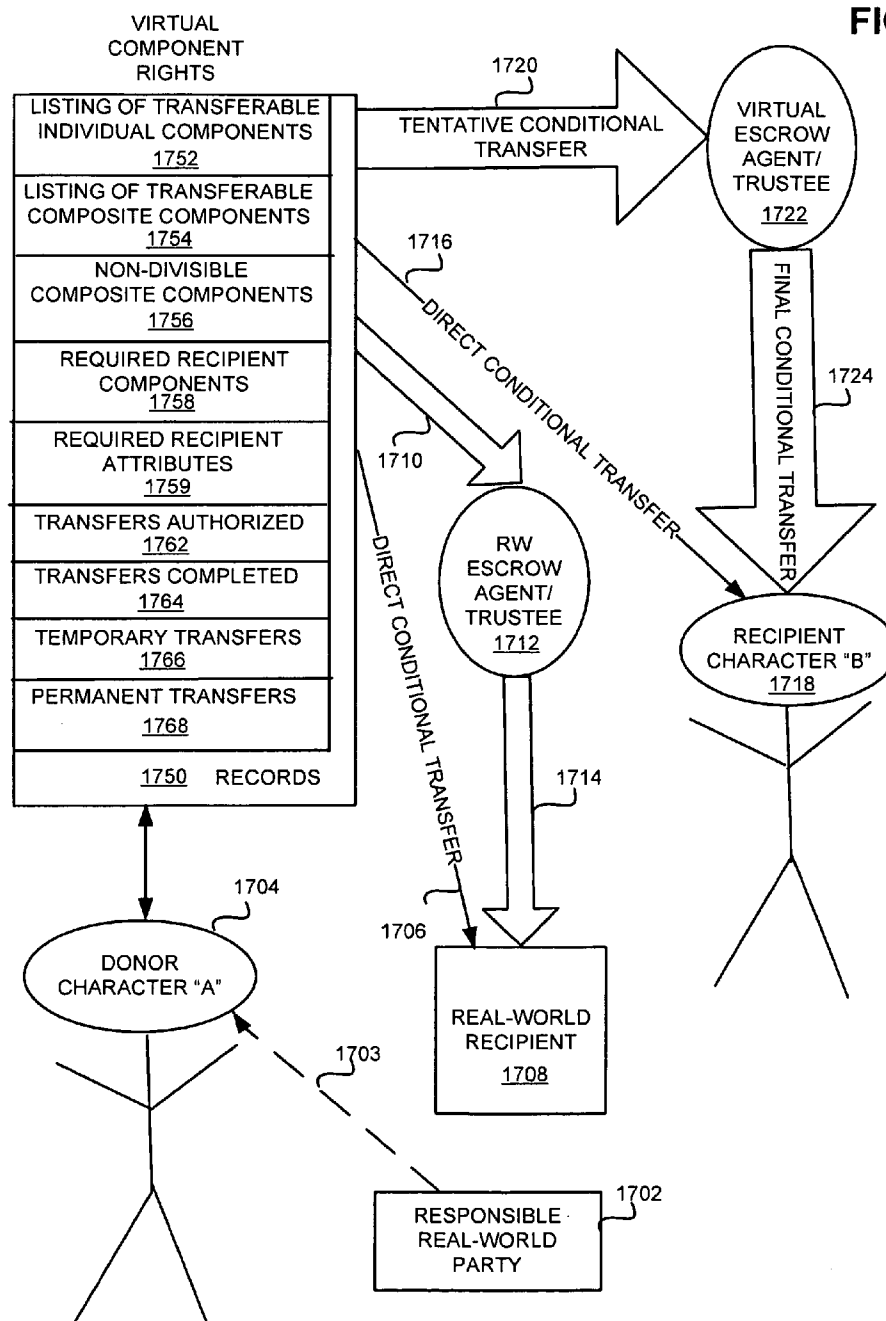 FIG
VIRTUAL
COMPONENT
RIGHTS
LISTING OF TRANSFERABLE
INDIVIDUAL COMPONENTS
1752
LISTING OF TRANSFERABLE
COMPOSITE COMPONENTS
1754
NON-DIVISIBLE
COMPOSITE COMPONENTS
1756
REQUIRED RECIPIENT
COMPONENTS
1758
REQUIRED RECIPIENT
ATTRIBUTES
1759
TRANSFERS AUTHORIZED
1762
TRANSFERS COMPLETED
1764
TEMPORARY TRANSFERS
1766
PERMANENT TRANSFERS
1768
1750 RECORDS
1720
TENTATIVE CONDITIONAL
TRANSFER
VIRTUAL
ESCROW
AGENT/
TRUSTEE
1722
1716
DIRECT CONDITIONAL TRANSFER
FINAL CONDITIONAL TRANSFER
1724
1710
DIRECT CONDITIONAL TRANSFER
RW
ESCROW
AGENT/
TRUSTEE
1712
RECIPIENT
CHARACTER "B"
1718
1714
1706
1704
DONOR
CHARACTER "A"
REAL-WORLD
RECIPIENT
1708
1703
1702
RESPONSIBLE
REAL-WORLD
PARTY